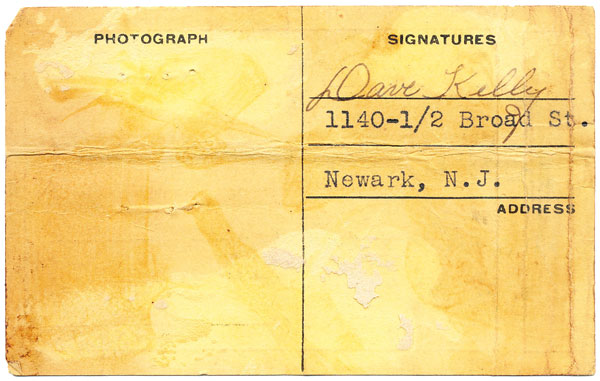 PHOTOGRAPH
SIGNATURES
Dave Kelly
1140-1/2 Broad St.
Newark, N.J.
ADDRESS